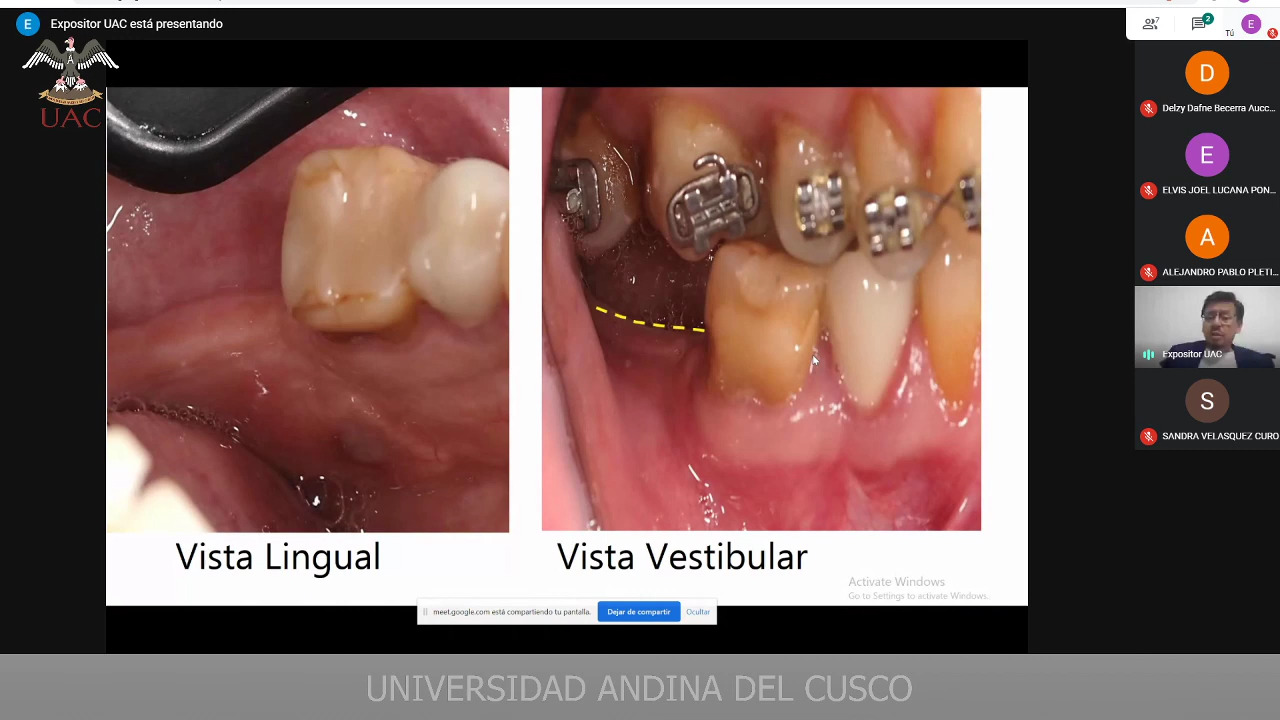 E
Expositor UAC está presentando
7
2
Tú
E
UAC
D
Delzy Dafne Becerra Aucc...
E
ELVIS JOEL LUCANA PON...
A
ALEJANDRO PABLO PLETI...
Expositor UAC
S
SANDRA VELASQUEZ CURO
Vista Lingual
Vista Vestibular
Activate Windows
Go to Settings to activate Windows.
meet.google.com está compartiendo tu pantalla.
Dejar de compartir
Ocultar
UNIVERSIDAD ANDINA DEL CUSCO